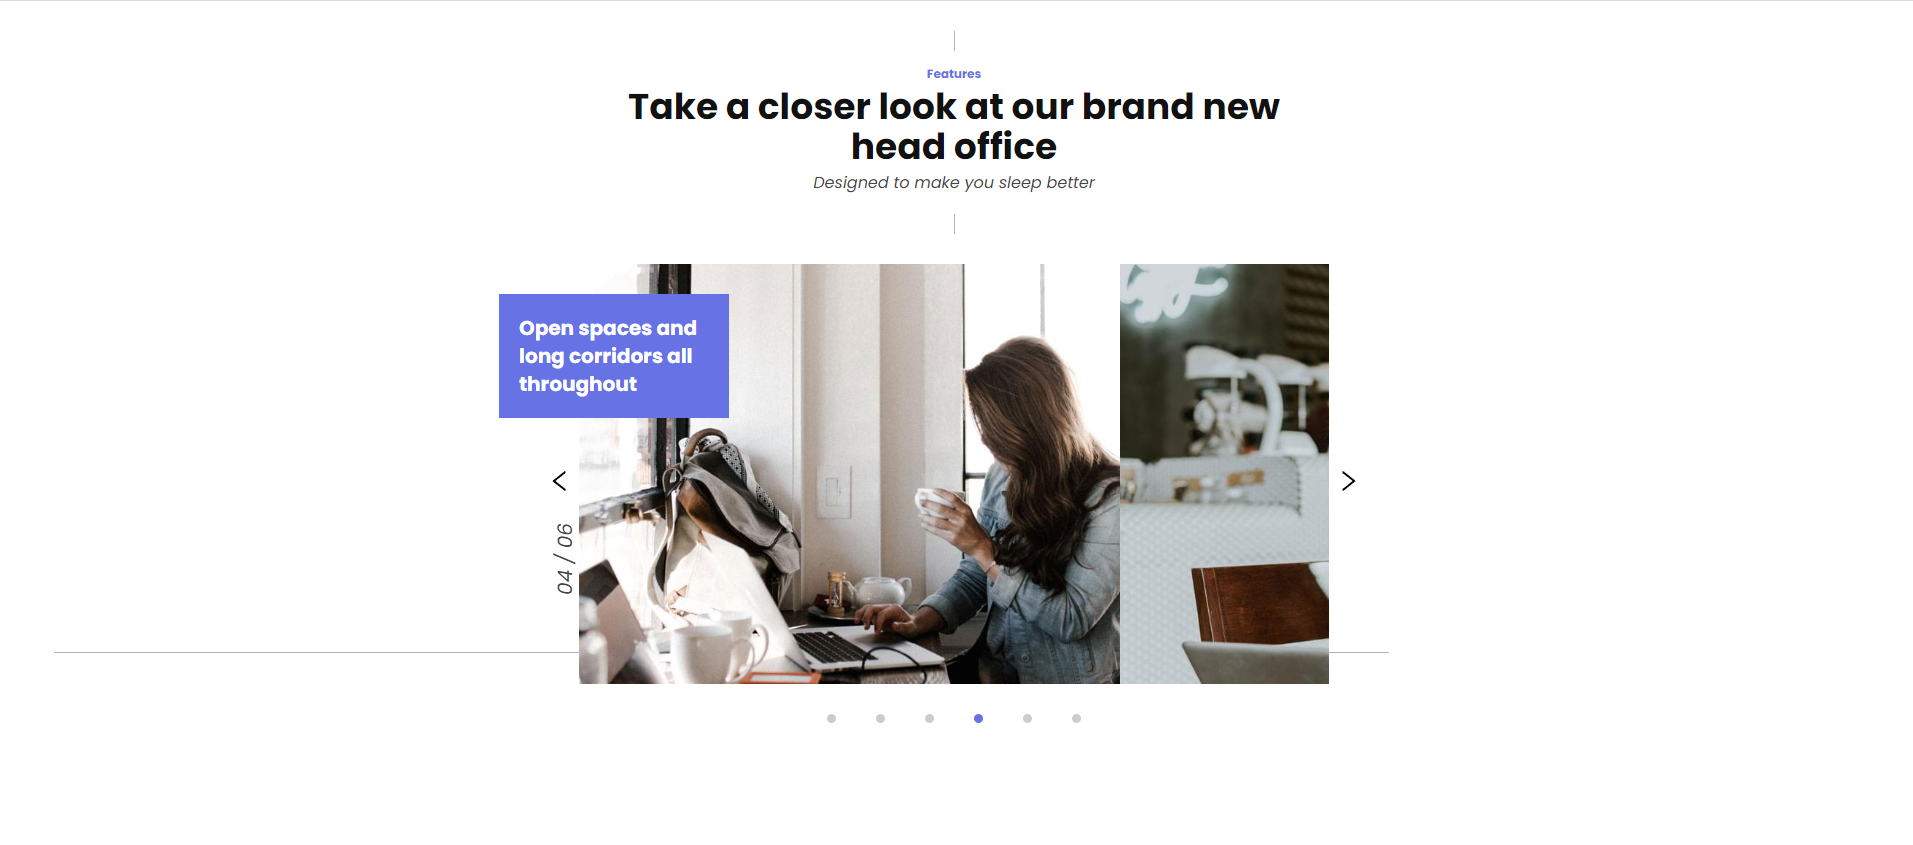 Features
Take a closer look at our brand new
head office
Designed to make you sleep better
Open spaces and
long corridors all
throughout
04 / 06